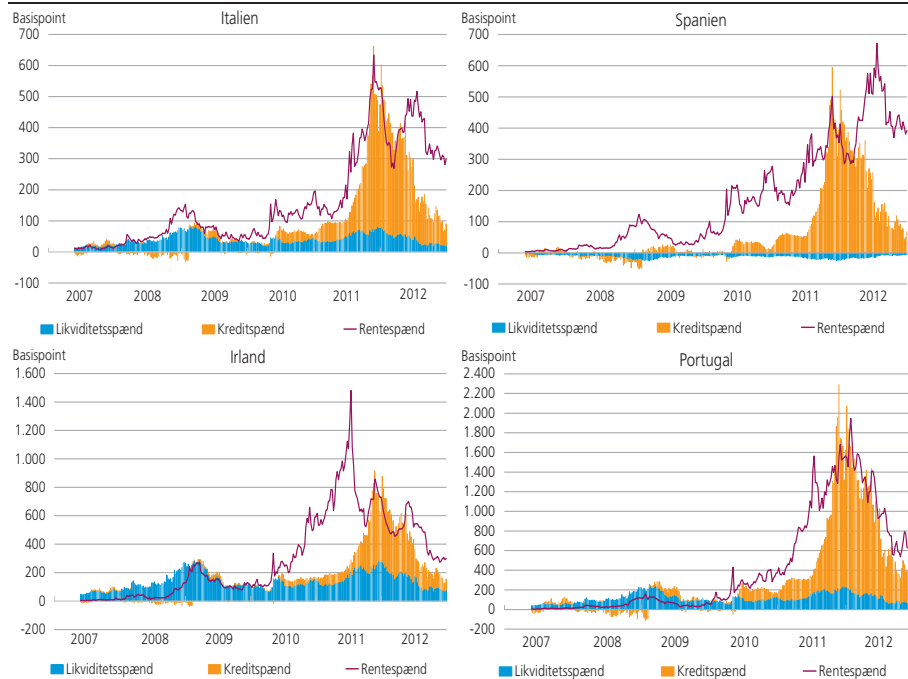 Basispoint
Italien
700
600
500
400
300
200
100
0
-100
2007 2008 2009 2010 2011 2012
Likviditetsspænd Kreditspænd Rentespænd
Basispoint
Spanien
700
600
500
400
300
200
100
0
-100
2007 2008 2009 2010 2011 2012
Likviditetsspænd Kreditspænd Rentespænd
Basispoint
Irland
1.600
1.400
1.200
1.000
800
600
400
200
0
-200
2007 2008 2009 2010 2011 2012
Likviditetsspænd Kreditspænd Rentespænd
Basispoint
Portugal
2.400
2.200
2.000
1.800
1.600
1.400
1.200
1.000
800
600
400
200
0
-200
2007 2008 2009 2010 2011 2012
Likviditetsspænd Kreditspænd Rentespænd